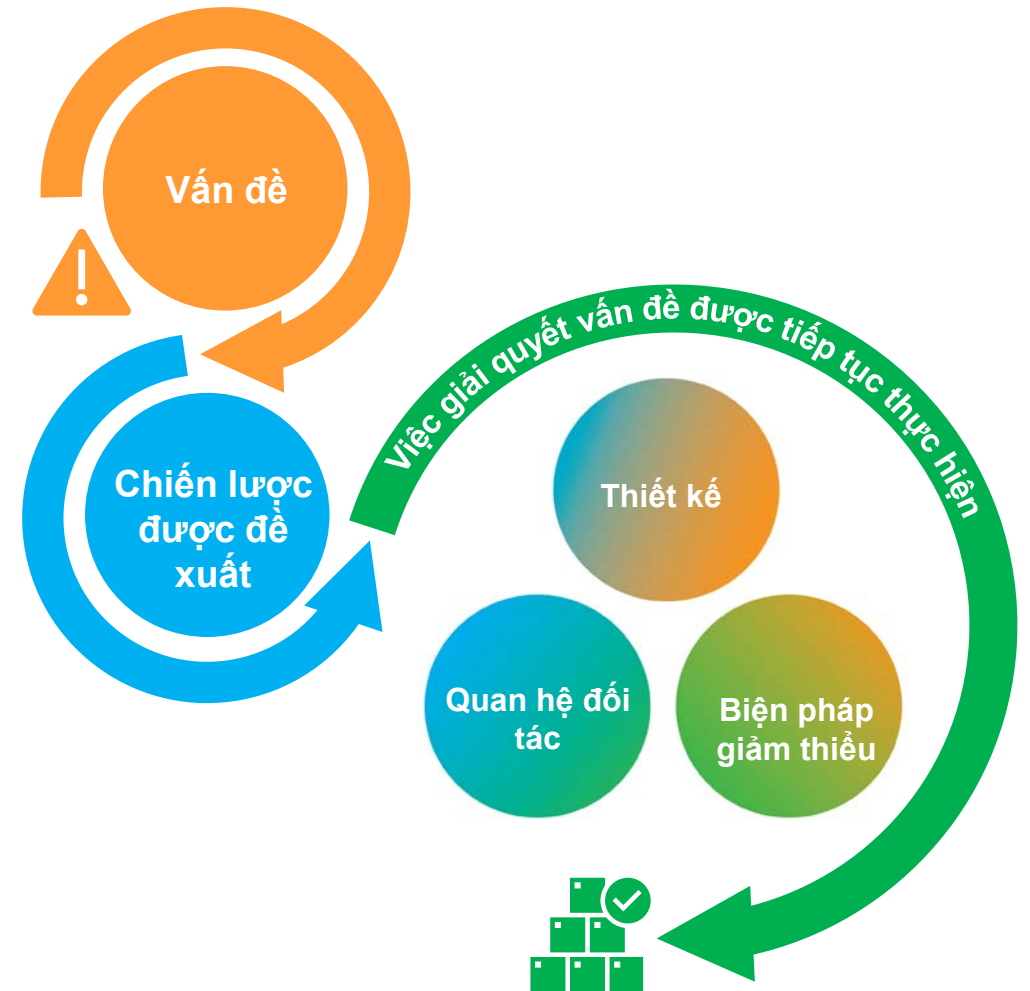 Vấn đề
Chiến lược
được đề
xuất
Việc giải quyết vấn đề được tiếp tục thực hiện
Thiết kế
Quan hệ đối
tác
Biện pháp
giảm thiểu